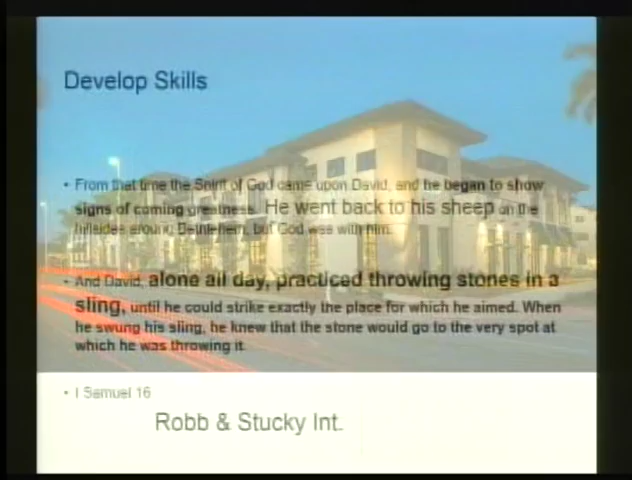 Develop Skills
• From that time the Spirit of God came upon David, and he began to show
signs of coming greatness. He went back to his sheep on the
hillsides around Bethlehem, but God was with him.
• And David, alone all day, practiced throwing stones in a
sling, until he could strike exactly the place for which he aimed. When
he swung his sling, he knew that the stone would go to the very spot at
which he was throwing it.
• I Samuel 16
Robb & Stucky Int.